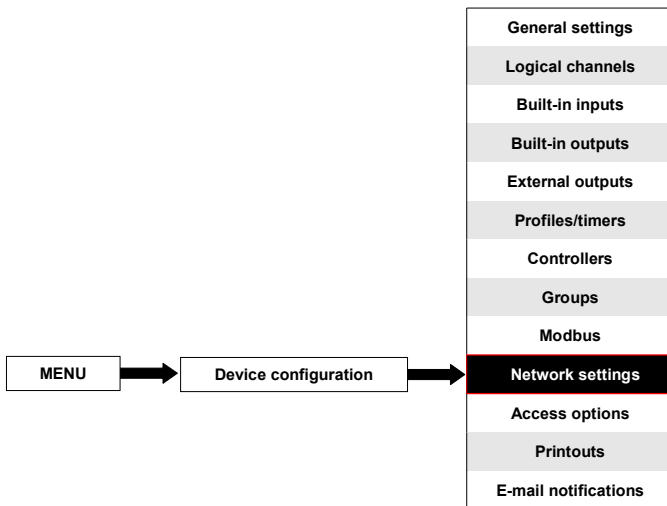 General settings
Logical channels
Built-in inputs
Built-in outputs
External outputs
Profiles/timers
Controllers
Groups
Modbus
MENU
Device configuration
Network settings
Access options
Printouts
E-mail notifications